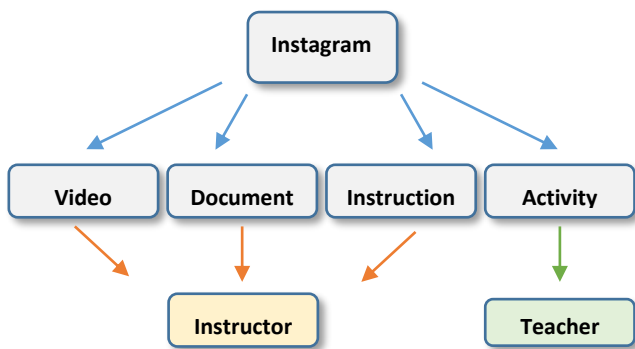 Instagram
Video Document Instruction Activity
Instructor Teacher